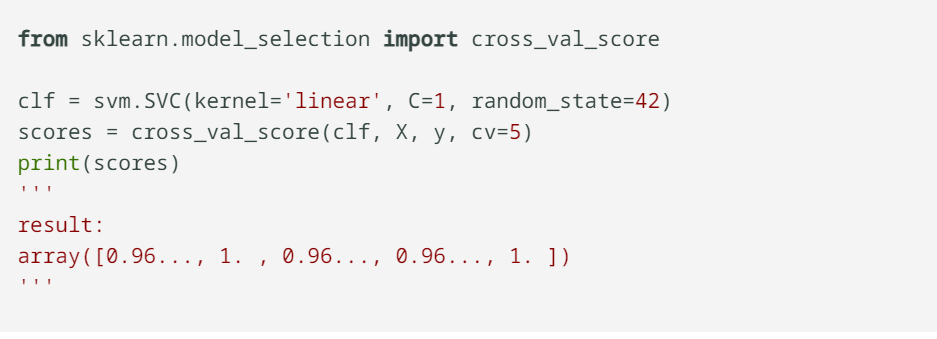 from sklearn.model_selection import cross_val_score
clf = svm.SVC(kernel='linear', C=1, random_state=42)
scores = cross_val_score(clf, X, y, cv=5)
print(scores)
'''
result:
array([0.96..., 1. , 0.96..., 0.96..., 1. ])
'''